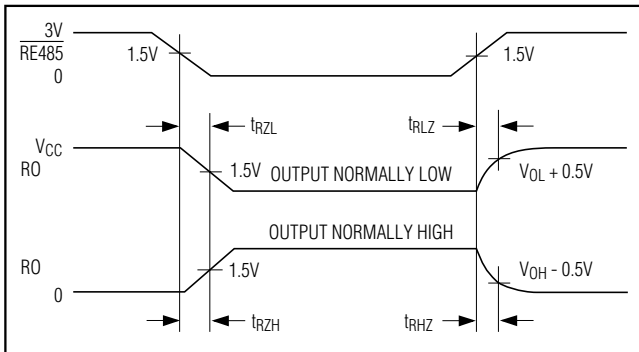 3V
RE485
0
1.5V
1.5V
tRZL
tRLZ
VCC
RO
1.5V
OUTPUT NORMALLY LOW
VOL + 0.5V
OUTPUT NORMALLY HIGH
RO
0
1.5V
VOH - 0.5V
tRZH
tRHZ